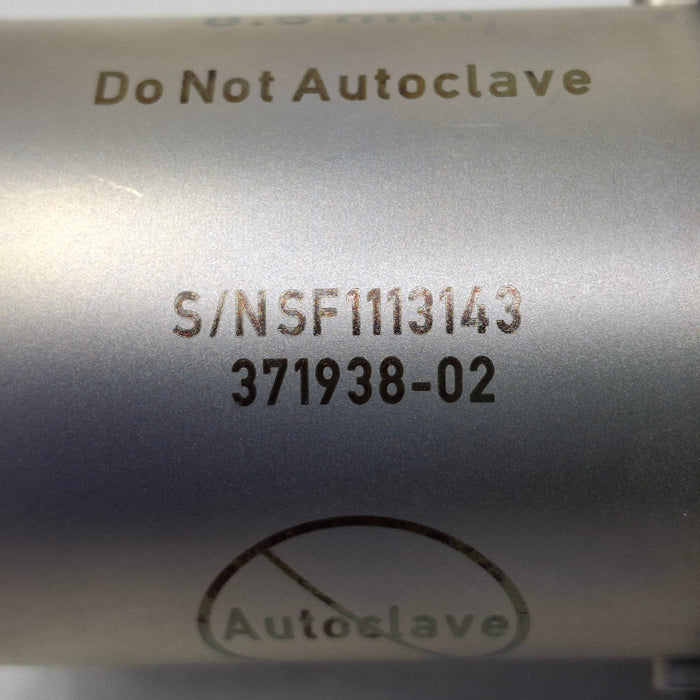 Do Not Autoclave
S/N SF1113143
371938-02
Autoclave